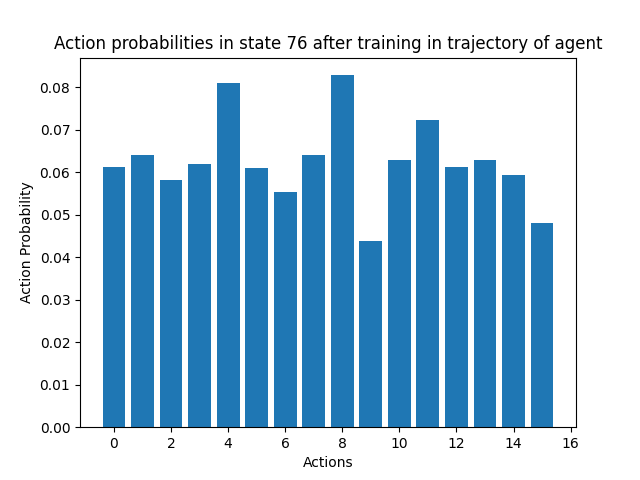 Action probabilities in state 76 after training in trajectory of agent
0.08
0.07
0.06
0.05
0.04
0.03
0.02
0.01
0.00
Action Probability
0 2 4 6 8 10 12 14 16
Actions